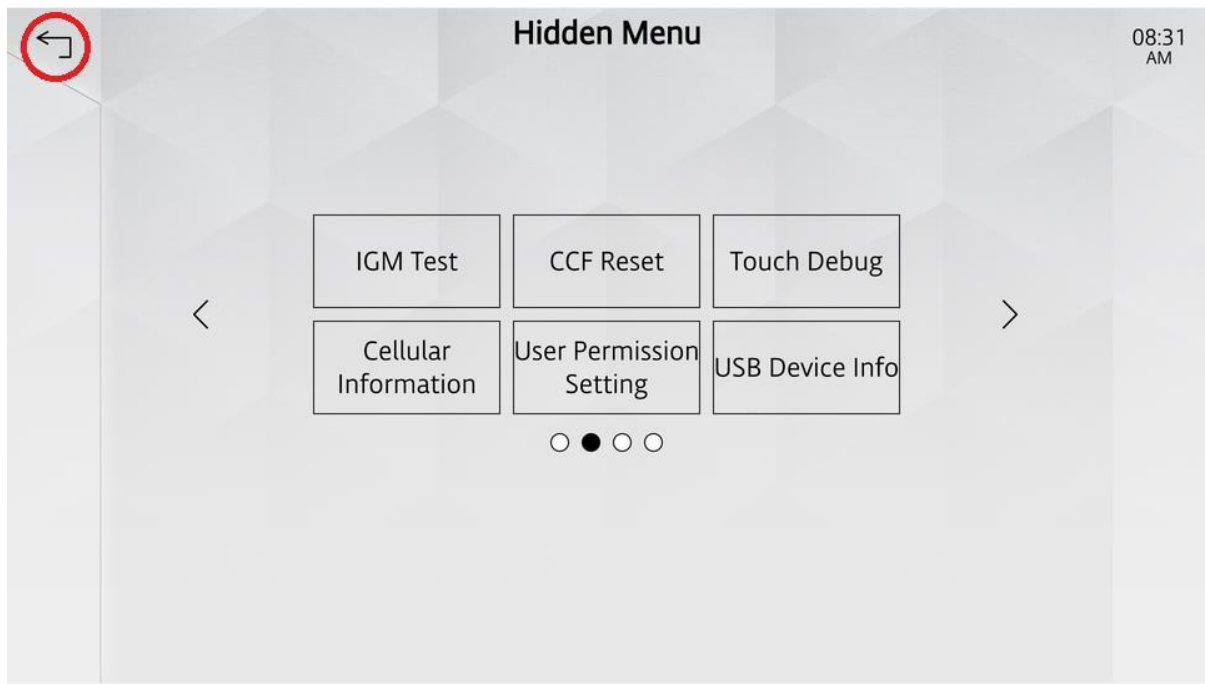 Hidden Menu
08:31
AM
IGM Test
CCF Reset
Touch Debug
Cellular
Information
User Permission
Setting
USB Device Info